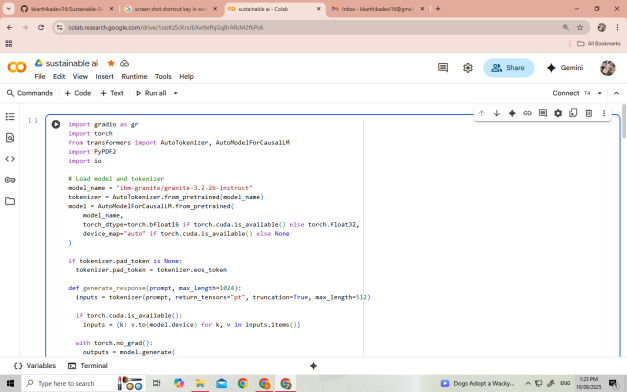 kkarthikadevi16/Sustainable-S
screen shot shortcut key in win
sustainable ai - Colab
Inbox - kkarthikadevi16@gmai
colab.research.google.com/drive/
All Bookmarks
sustainable ai
File Edit View Insert Runtime Tools Help
Share
Gemini
Commands + Code + Text Run all
Connect T4
[ ]
import gradio as gr
import torch
from transformers import AutoTokenizer, AutoModelForCausalLM
import PyPDF2
import io
# Load model and tokenizer
model_name = "ibm-granite/granite-3.2-2b-instruct"
tokenizer = AutoTokenizer.from_pretrained(model_name)
model = AutoModelForCausalLM.from_pretrained(
model_name,
torch_dtype=torch.bfloat16 if torch.cuda.is_available() else torch.float32,
device_map="auto" if torch.cuda.is_available() else None
)
if tokenizer.pad_token is None:
tokenizer.pad_token = tokenizer.eos_token
def generate_response(prompt, max_length=1024):
inputs = tokenizer(prompt, return_tensors="pt", truncation=True, max_length=512)
if torch.cuda.is_available():
inputs = {k: v.to(model.device) for k, v in inputs.items()}
with torch.no_grad():
outputs = model.generate(
Variables
Terminal
Type here to search
Dogs Adopt a Wacky...
ENG
1:23 PM
10/09/2025